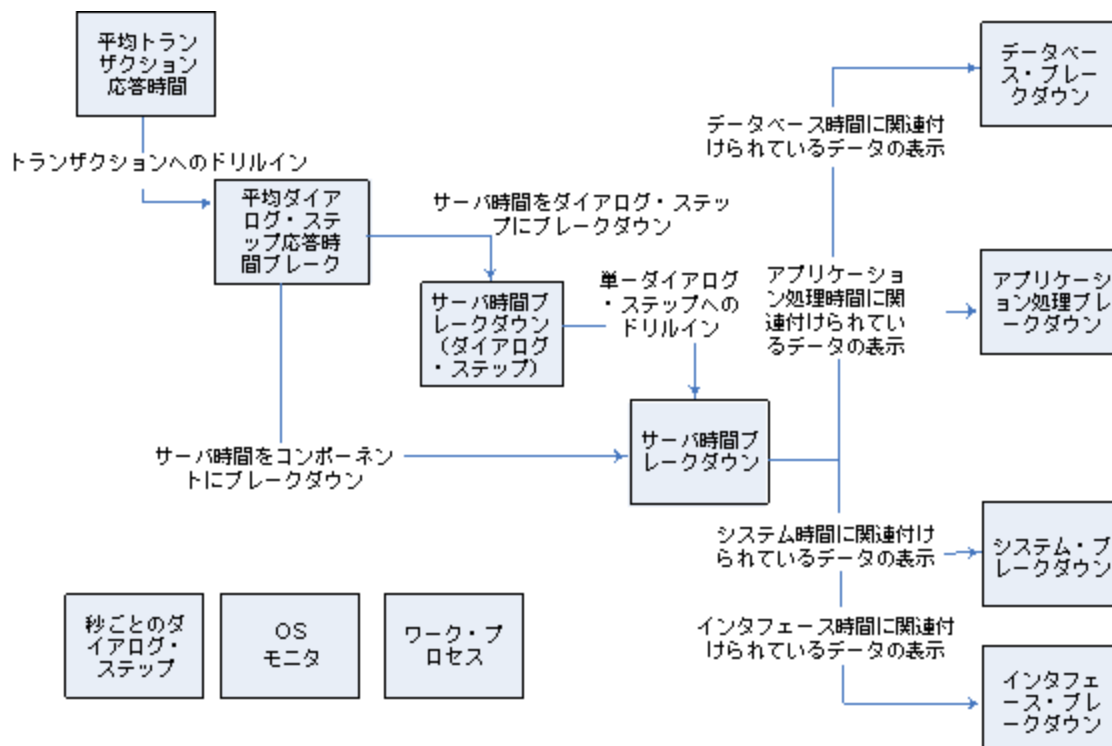 平均トラン
ザクション
応答時間
トランザクションへのドリルイン
平均ダイア
ログ・ステ
ップ応答時
間ブレーク
サーバ時間をダイアログ・ステッ
プにブレークダウン
サーバ時間ブ
レークダウン
（ダイアログ
・ステップ）
単一ダイアログ
・ステップへの
ドリルイン
サーバ時間をコンポーネン
トにブレークダウン
サーバ時間ブ
レークダウン
データベース時間に関連付
けられているデータの表示
データベー
ス・ブレー
クダウン
アプリケーショ
ン処理時間に関
連付けられてい
るデータの表示
アプリケーシ
ョン処理ブレ
ークダウン
システム時間に関連付け
られているデータの表示
システム・ブ
レークダウン
インタフェース時間に関連付
けられているデータの表示
インタフェ
ース・ブレ
ークダウン
秒ごとのダ
イアログ・
ステップ
OS
モニタ
ワーク・プ
ロセス